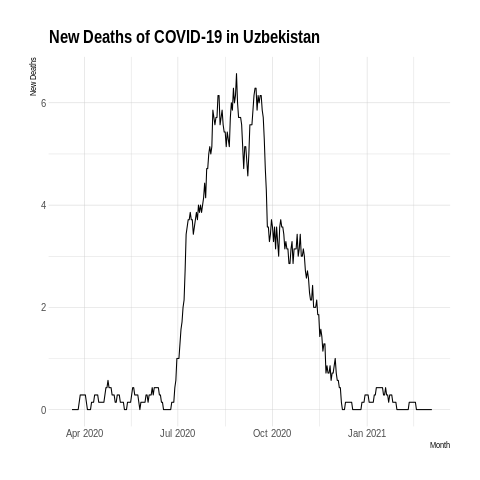 New Deaths of COVID-19 in Uzbekistan
New Deaths
6
4
2
0
Apr 2020 Jul 2020 Oct 2020 Jan 2021
Month